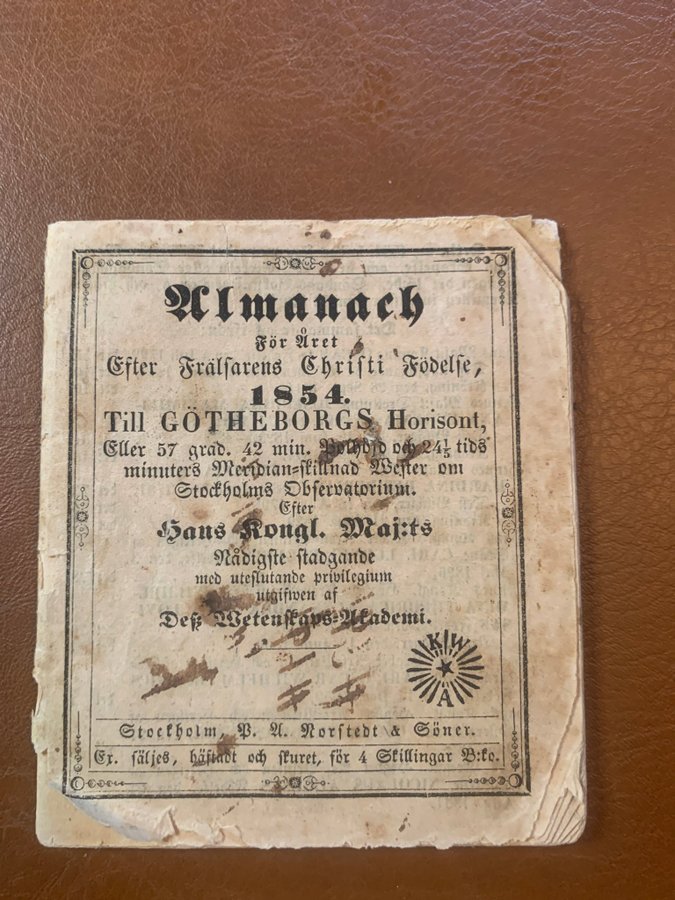 Almanach
För Året
Efter Frälsarens Christi Födelse,
1854.
Till GÖTHEBORGS Horisont,
Eller 57 grad. 42 min. Polhöjd och 24⅕ tids
minuters Meridian-skillnad Wester om
Stockholms Observatorium.
Efter
Hans Kongl. Maj:ts
Nådigste stadgande
med uteslutande privilegium
utgifwen af
Deß Wetenskaps-Akademi.
K W A
Stockholm, P. A. Norstedt & Söner.
Ex. säljes, häftadt och skuret, för 4 Skillingar B:ko.